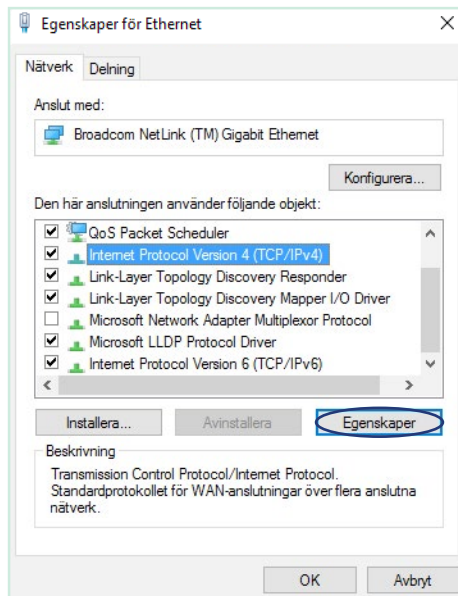 Egenskaper för Ethernet
Nätverk Delning
Anslut med:
Broadcom NetLink (TM) Gigabit Ethernet
Konfigurera...
Den här anslutningen använder följande objekt:
QoS Packet Scheduler
Internet Protocol Version 4 (TCP/IPv4)
Link-Layer Topology Discovery Responder
Link-Layer Topology Discovery Mapper I/O Driver
Microsoft Network Adapter Multiplexor Protocol
Microsoft LLDP Protocol Driver
Internet Protocol Version 6 (TCP/IPv6)
Installera... Avinstallera Egenskaper
Beskrivning
Transmission Control Protocol/Internet Protocol.
Standardprotokollet för WAN-anslutningar över flera anslutna
nätverk.
OK Avbryt